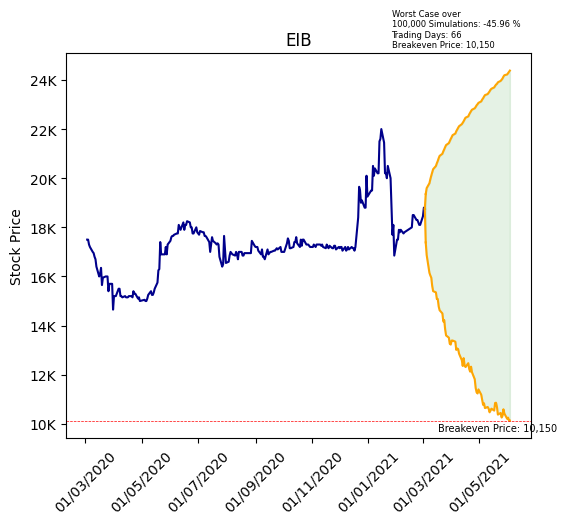 Worst Case over
100,000 Simulations: -45.96 %
Trading Days: 66
Breakeven Price: 10,150
EIB
Stock Price
24K
22K
20K
18K
16K
14K
12K
10K
Breakeven Price: 10,150
01/03/2020
01/05/2020
01/07/2020
01/09/2020
01/11/2020
01/01/2021
01/03/2021
01/05/2021